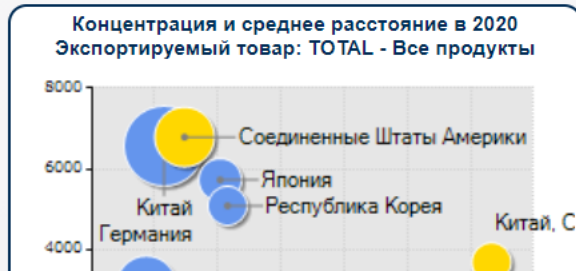 Концентрация и среднее расстояние в 2020
Экспортируемый товар: TOTAL - Все продукты
8000
Соединенные Штаты Америки
6000
Япония
Китай
Республика Корея
Германия
Китай, С
4000